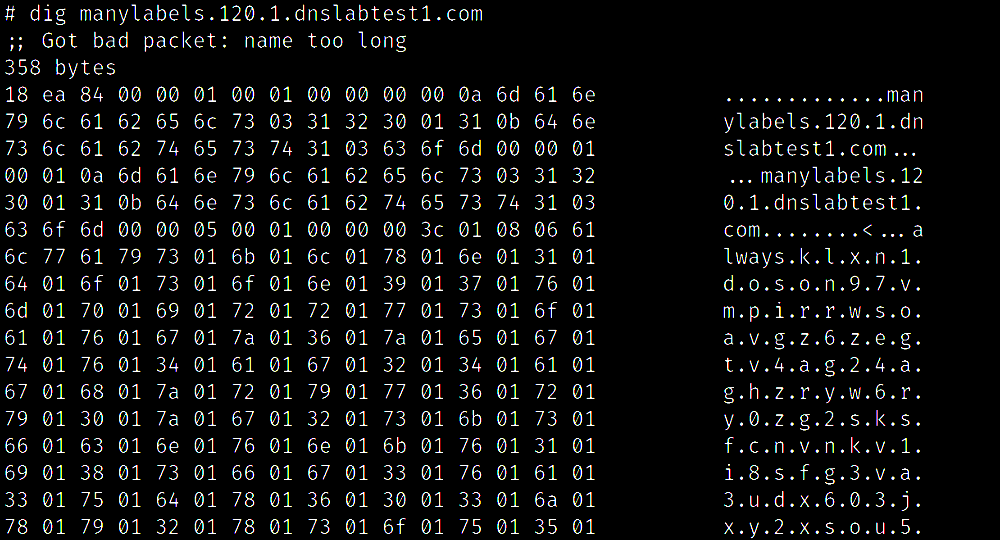 # dig manylabels.120.1.dnslabtest1.com
;; Got bad packet: name too long
358 bytes
18 ea 84 00 00 01 00 01 00 00 00 00 0a 6d 61 6e .............man
79 6c 61 62 65 6c 73 03 31 32 30 01 31 0b 64 6e ylabels.120.1.dn
73 6c 61 62 74 65 73 74 31 03 63 6f 6d 00 00 01 slabtest1.com...
00 01 0a 6d 61 6e 79 6c 61 62 65 6c 73 03 31 32 ...manylabels.12
30 01 31 0b 64 6e 73 6c 61 62 74 65 73 74 31 03 0.1.dnslabtest1.
63 6f 6d 00 00 05 00 01 00 00 00 3c 01 08 06 61 com........<...a
6c 77 61 79 73 01 6b 01 6c 01 78 01 6e 01 31 01 lways.k.l.x.n.1.
64 01 6f 01 73 01 6f 01 6e 01 39 01 37 01 76 01 d.o.s.o.n.9.7.v.
6d 01 70 01 69 01 72 01 72 01 77 01 73 01 6f 01 m.p.i.r.r.w.s.o.
61 01 76 01 67 01 7a 01 36 01 7a 01 65 01 67 01 a.v.g.z.6.z.e.g.
74 01 76 01 34 01 61 01 67 01 32 01 34 01 61 01 t.v.4.a.g.2.4.a.
67 01 68 01 7a 01 72 01 79 01 77 01 36 01 72 01 g.h.z.r.y.w.6.r.
79 01 30 01 7a 01 67 01 32 01 73 01 6b 01 73 01 y.0.z.g.2.s.k.s.
66 01 63 01 6e 01 76 01 6e 01 6b 01 76 01 31 01 f.c.n.v.n.k.v.1.
69 01 38 01 73 01 66 01 67 01 33 01 76 01 61 01 i.8.s.f.g.3.v.a.
33 01 75 01 64 01 78 01 36 01 30 01 33 01 6a 01 3.u.d.x.6.0.3.j.
78 01 79 01 32 01 78 01 73 01 6f 01 75 01 35 01 x.y.2.x.s.o.u.5.